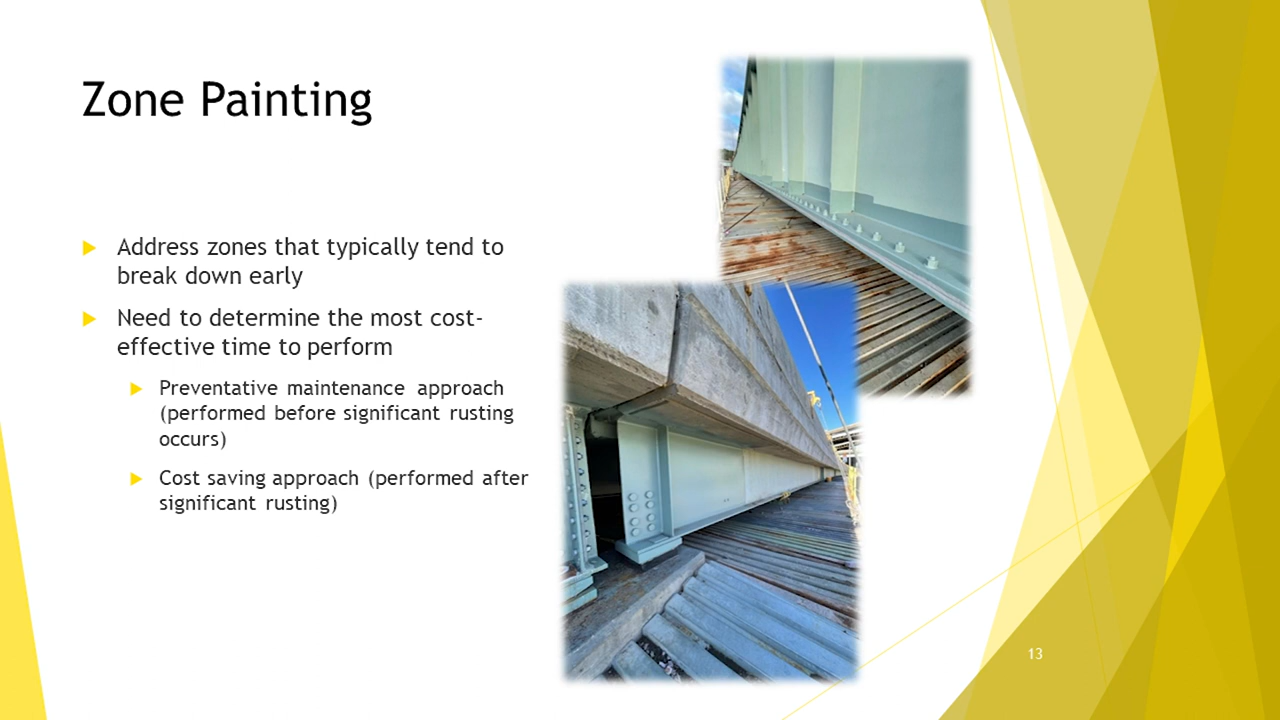 Zone Painting
Address zones that typically tend to
break down early
Need to determine the most cost-
effective time to perform
Preventative maintenance approach
(performed before significant rusting
occurs)
Cost saving approach (performed after
significant rusting)
13